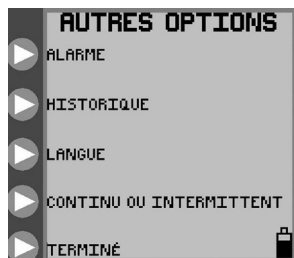 AUTRES OPTIONS
ALARME
HISTORIQUE
LANGUE
CONTINU OU INTERMITTENT
TERMINÉ